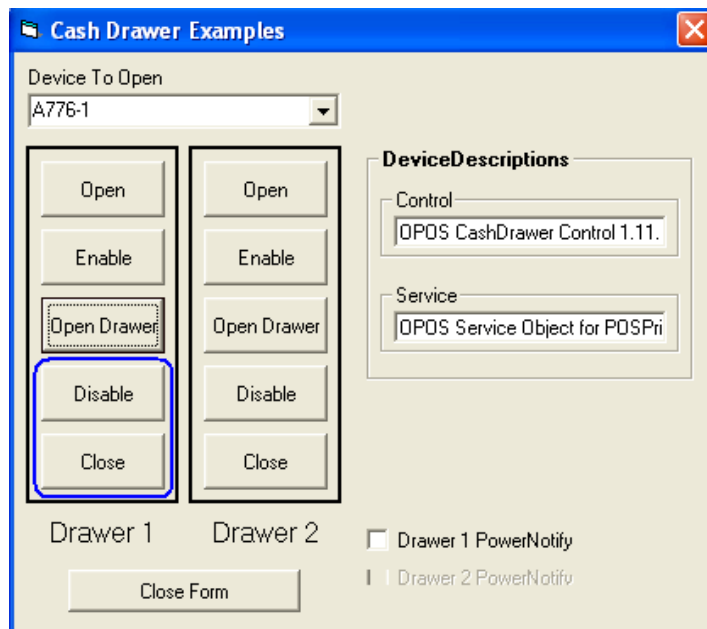 Cash Drawer Examples
Device To Open
A776-1
Open
Enable
Open Drawer
Disable
Close
Drawer 1
Open
Enable
Open Drawer
Disable
Close
Drawer 2
Close Form
DeviceDescriptions
Control
OPOS CashDrawer Control 1.11.
Service
OPOS Service Object for POSPri
Drawer 1 PowerNotify
Drawer 2 PowerNotify